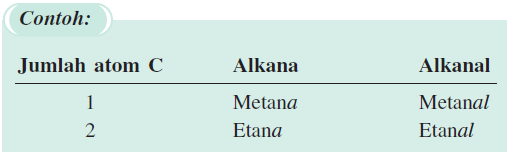 Contoh:
Jumlah atom C Alkana Alkanal
1 Metana Metanal
2 Etana Etanal